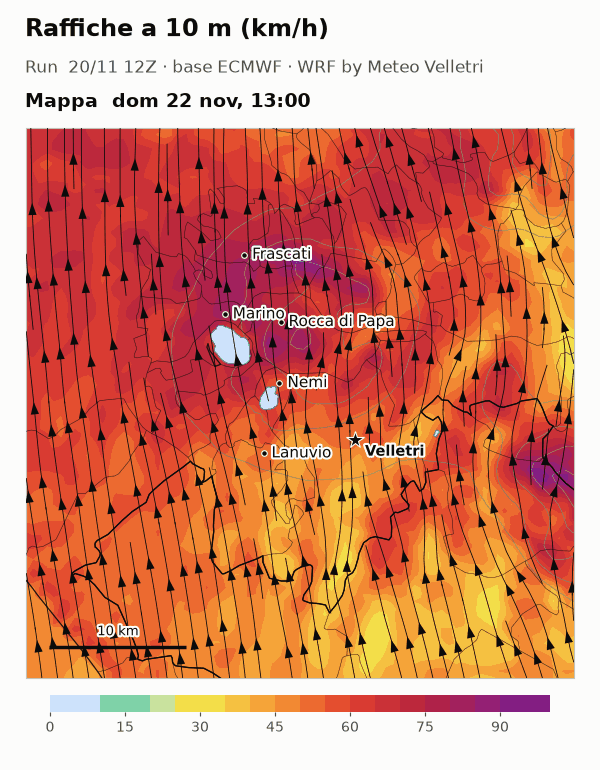 Raffiche a 10 m (km/h)
Run  20/11 12Z · base ECMWF · WRF by Meteo Velletri
Mappa  dom 22 nov, 13:00
Frascati
Marino
Rocca di Papa
Nemi
Velletri
Lanuvio
10 km
0 15 30 45 60 75 90